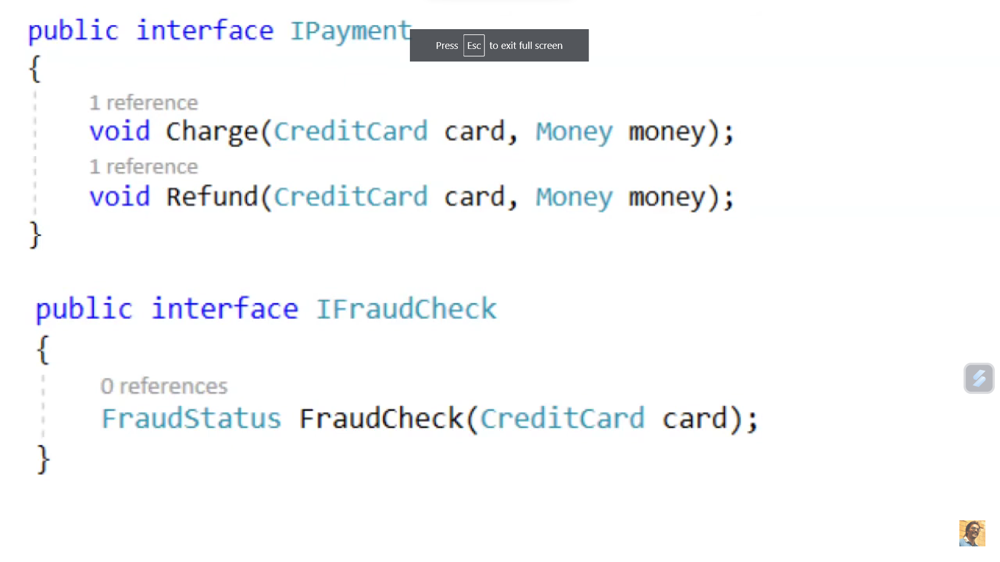 public interface IPayment
Press Esc to exit full screen
{
1 reference
void Charge(CreditCard card, Money money);
1 reference
void Refund(CreditCard card, Money money);
}
public interface IFraudCheck
{
0 references
FraudStatus FraudCheck(CreditCard card);
}